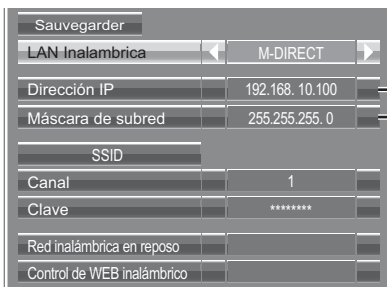 Sauvegarder
LAN Inalambrica M-DIRECT
Dirección IP 192.168. 10.100
Máscara de subred 255.255.255. 0
SSID
Canal 1
Clave ********
Red inalámbrica en reposo
Control de WEB inalámbrico